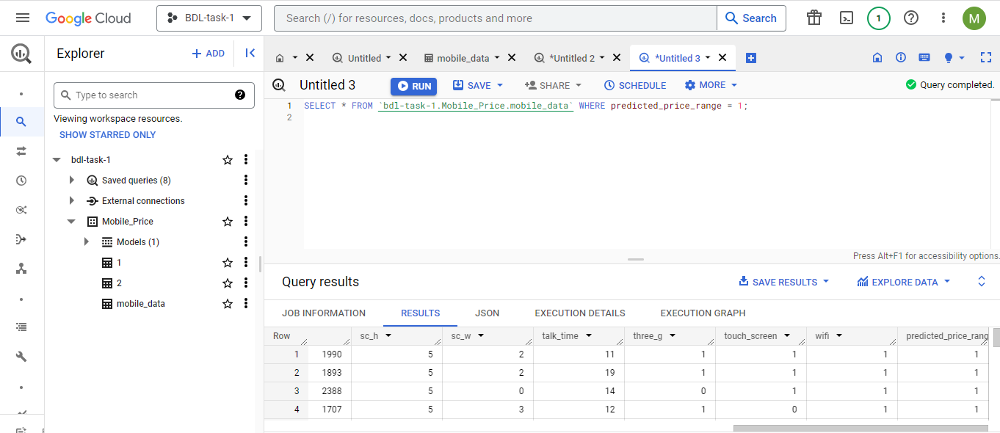 Google Cloud
BDL-task-1
Search (/) for resources, docs, products and more
Search
1
M
Explorer
+ ADD
Untitled
mobile_data
*Untitled 2
*Untitled 3
Type to search
Viewing workspace resources.
SHOW STARRED ONLY
bdl-task-1
Saved queries (8)
External connections
Mobile_Price
Models (1)
1
2
mobile_data
Untitled 3
RUN
SAVE
SHARE
SCHEDULE
MORE
Query completed.
1 SELECT * FROM `bdl-task-1.Mobile_Price.mobile_data` WHERE predicted_price_range = 1;
2
Press Alt+F1 for accessibility options.
Query results
SAVE RESULTS
EXPLORE DATA
JOB INFORMATION RESULTS JSON EXECUTION DETAILS EXECUTION GRAPH
Row sc_h sc_w talk_time three_g touch_screen wifi predicted_price_rang
1 1990 5 2 11 1 1 1 1
2 1893 5 2 19 1 1 1 1
3 2388 5 0 14 0 1 1 1
4 1707 5 3 12 1 0 1 1